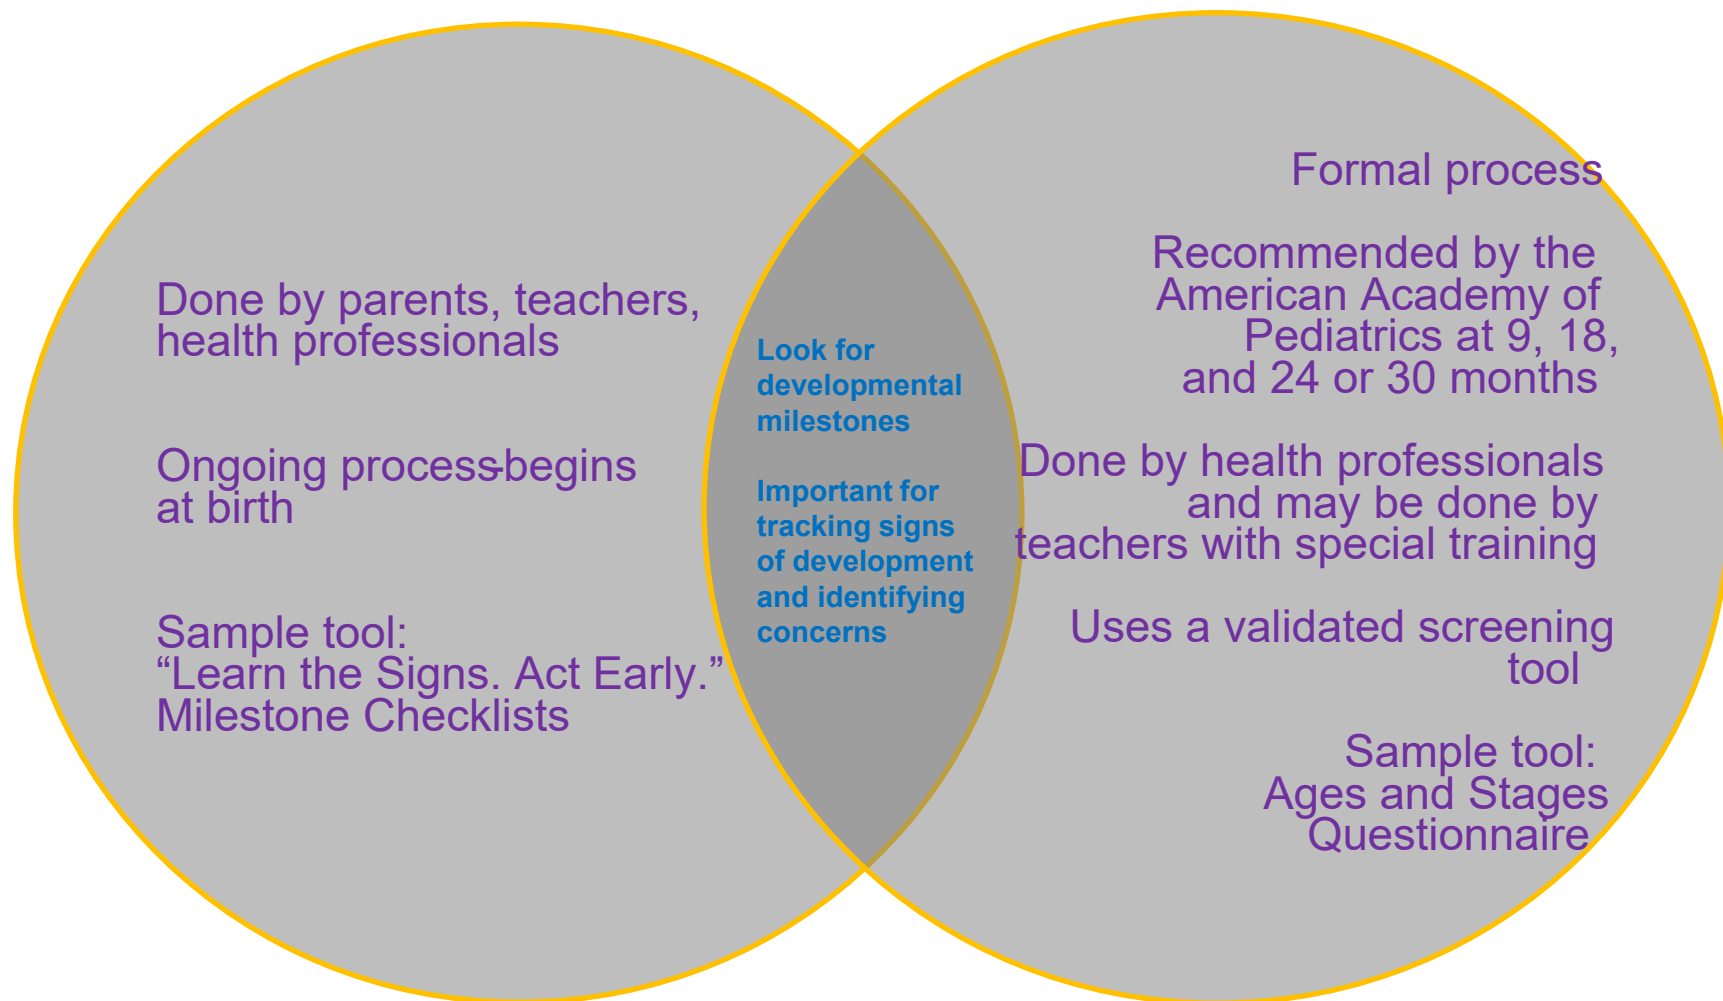 Done by parents, teachers,
health professionals
Ongoing process-begins
at birth
Sample tool:
“Learn the Signs. Act Early.”
Milestone Checklists
Look for
developmental
milestones
Important for
tracking signs
of development
and identifying
concerns
Formal process
Recommended by the
American Academy of
Pediatrics at 9, 18,
and 24 or 30 months
Done by health professionals
and may be done by
teachers with special training
Uses a validated screening
tool
Sample tool:
Ages and Stages
Questionnaire